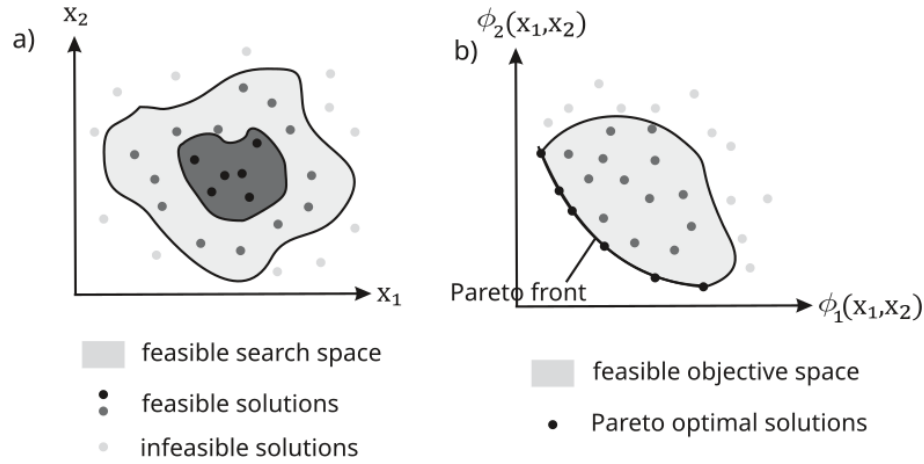 a)
x₂
x₁
feasible search space
feasible solutions
infeasible solutions
b)
ϕ₂(x₁,x₂)
Pareto front
ϕ₁(x₁,x₂)
feasible objective space
Pareto optimal solutions